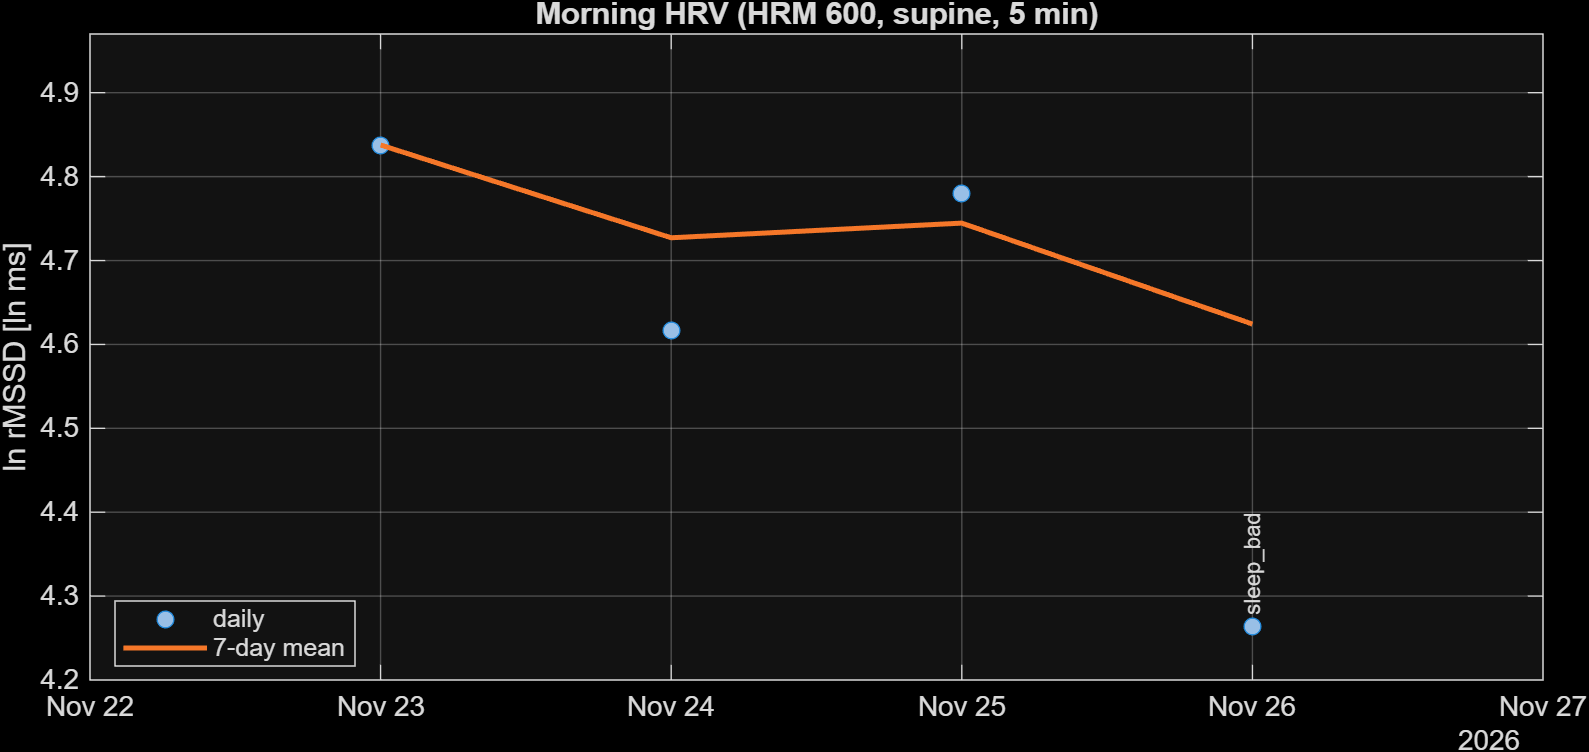 Morning HRV (HRM 600, supine, 5 min)
ln rMSSD [ln ms]
4.9
4.8
4.7
4.6
4.5
4.4
4.3
4.2
sleep_bad
daily
7-day mean
Nov 22 Nov 23 Nov 24 Nov 25 Nov 26 Nov 27
2026